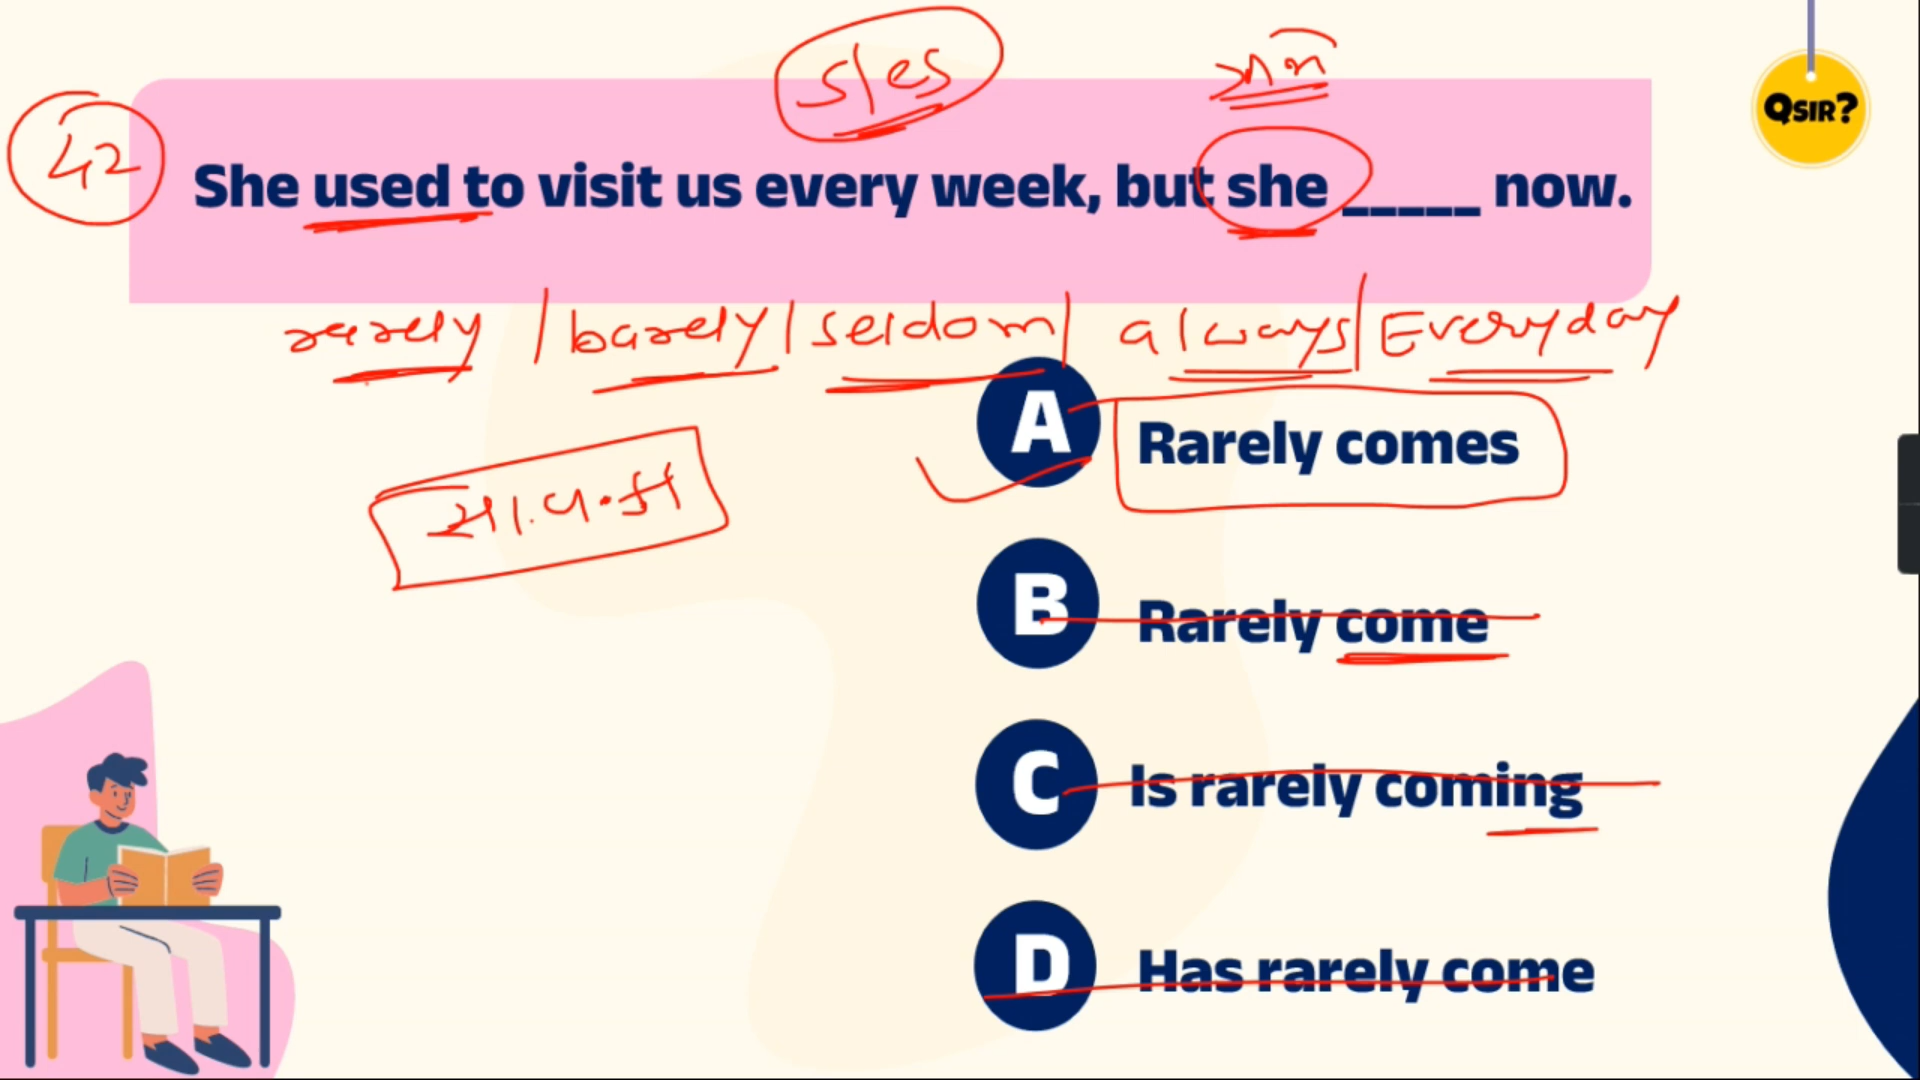 s/es
42
QSIR?
She used to visit us every week, but she _____ now.
rarely / barely / seldom / always / Everyday
A Rarely comes
B Rarely come
C Is rarely coming
D Has rarely come